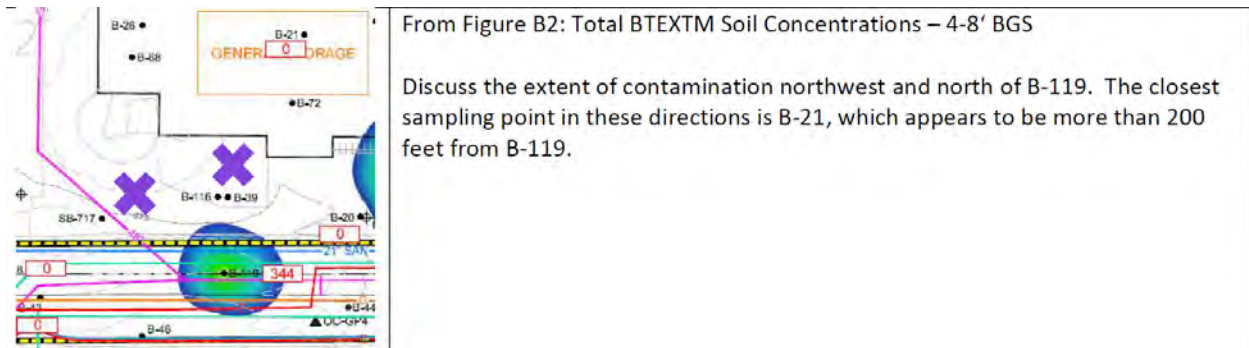 B-26
B-68
B-21
GENER
0
ORAGE
B-72
B-116
B-39
SB-717
B-20
0
21" SAN
0
344
B-44
OC-GP4
0
B-46
From Figure B2: Total BTEXTM Soil Concentrations – 4-8' BGS
Discuss the extent of contamination northwest and north of B-119. The closest
sampling point in these directions is B-21, which appears to be more than 200
feet from B-119.